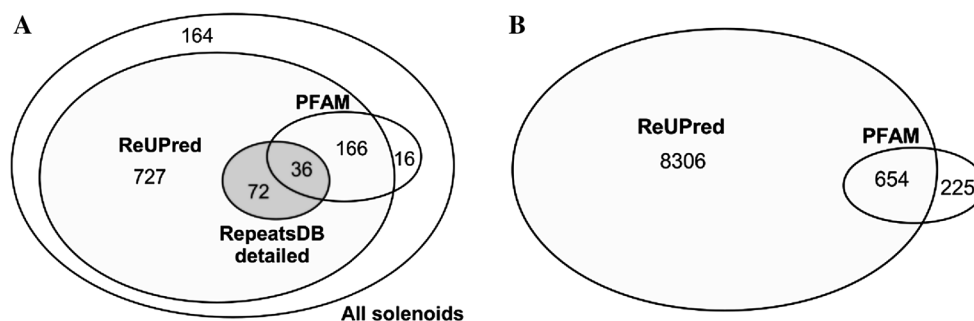 A
164
PFAM
ReUPred
727
166
16
36
72
RepeatsDB
detailed
All solenoids
B
ReUPred
8306
PFAM
654
225